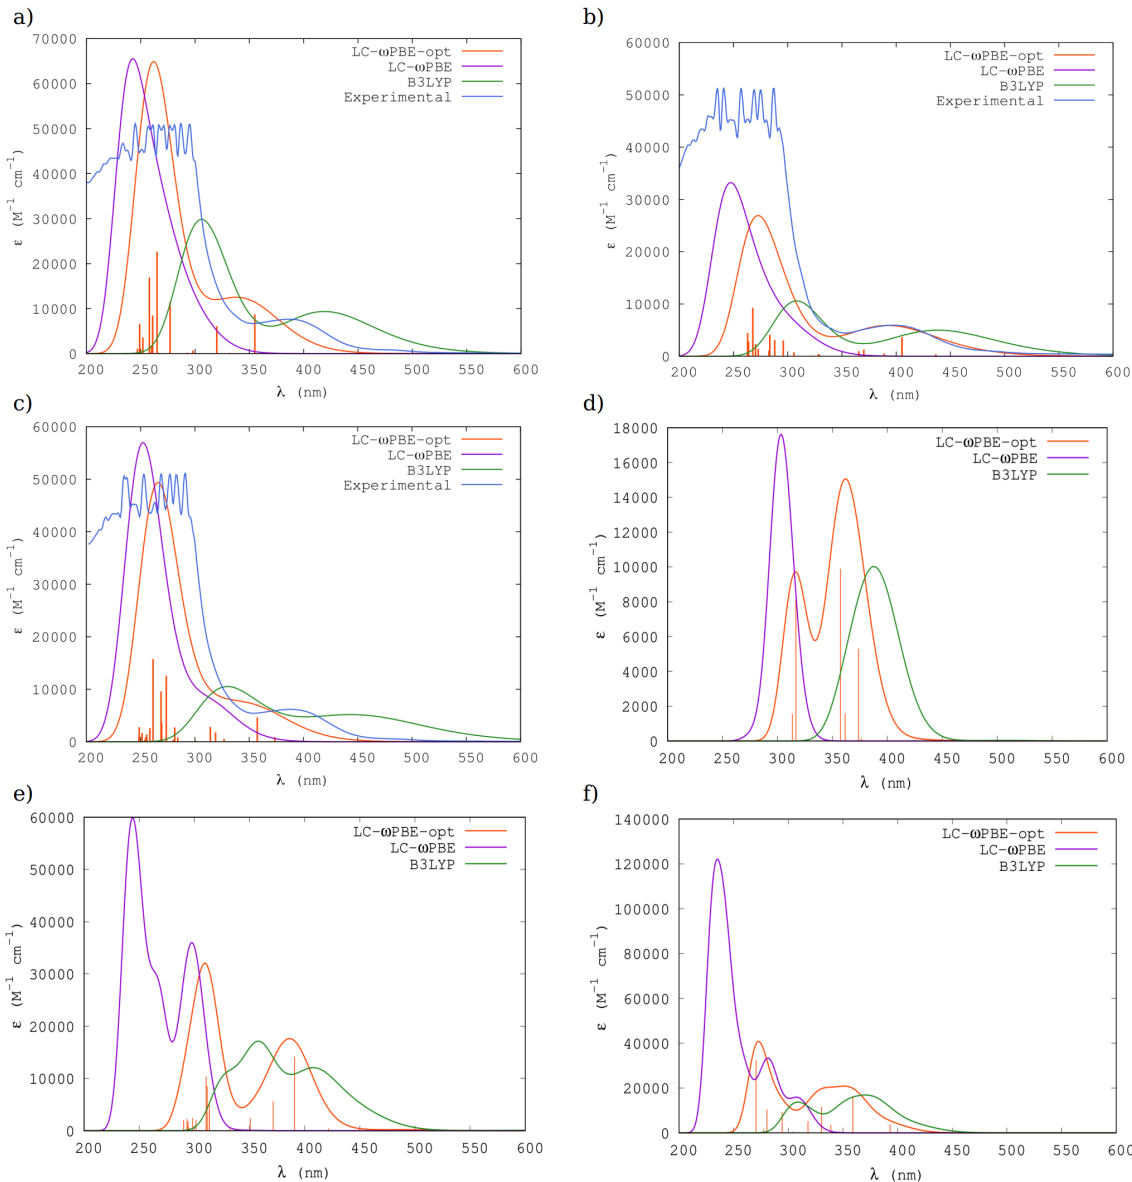 a)
70000
60000
50000
40000
30000
20000
10000
0
200 250 300 350 400 450 500 550 600
ε (M⁻¹ cm⁻¹)
λ (nm)
LC-ωPBE-opt
LC-ωPBE
B3LYP
Experimental
b)
60000
50000
40000
30000
20000
10000
0
200 250 300 350 400 450 500 550 600
ε (M⁻¹ cm⁻¹)
λ (nm)
LC-ωPBE-opt
LC-ωPBE
B3LYP
Experimental
c)
60000
50000
40000
30000
20000
10000
0
200 250 300 350 400 450 500 550 600
ε (M⁻¹ cm⁻¹)
λ (nm)
LC-ωPBE-opt
LC-ωPBE
B3LYP
Experimental
d)
18000
16000
14000
12000
10000
8000
6000
4000
2000
0
200 250 300 350 400 450 500 550 600
ε (M⁻¹ cm⁻¹)
λ (nm)
LC-ωPBE-opt
LC-ωPBE
B3LYP
e)
60000
50000
40000
30000
20000
10000
0
200 250 300 350 400 450 500 550 600
ε (M⁻¹ cm⁻¹)
λ (nm)
LC-ωPBE-opt
LC-ωPBE
B3LYP
f)
140000
120000
100000
80000
60000
40000
20000
0
200 250 300 350 400 450 500 550 600
ε (M⁻¹ cm⁻¹)
λ (nm)
LC-ωPBE-opt
LC-ωPBE
B3LYP